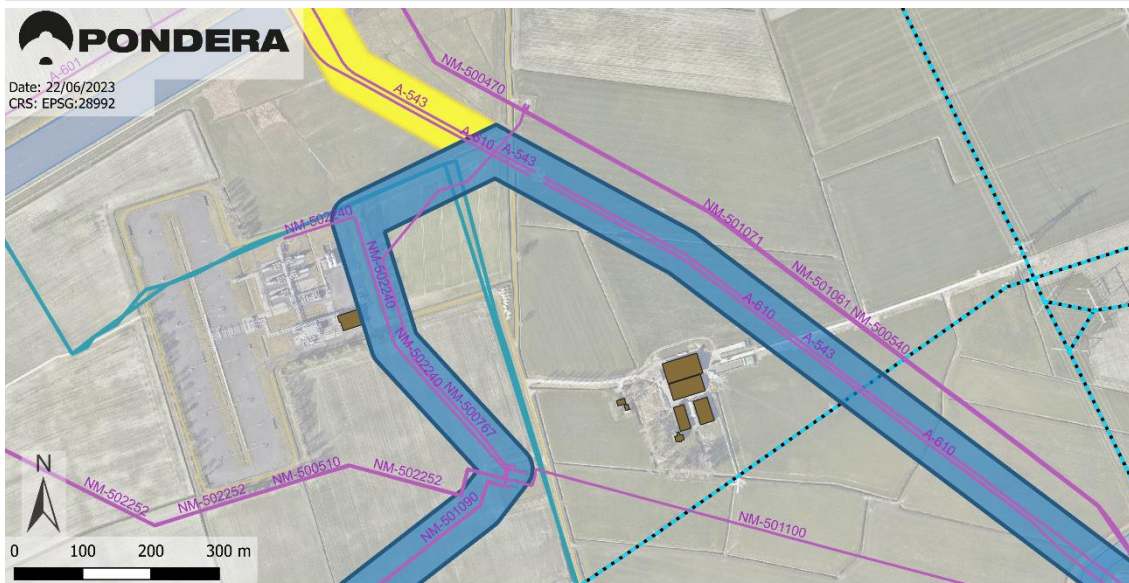 PONDERA
Date: 22/06/2023
CRS: EPSG:28992
A-601
NM-500470
A-543
A-610
A-543
NM-502240
NM-501071
NM-502240
NM-501061
NM-500540
A-610
A-543
NM-502240
NM-500767
A-610
NM-500510
NM-502252
NM-502252
NM-502252
NM-501090
NM-501100
N
0 100 200 300 m